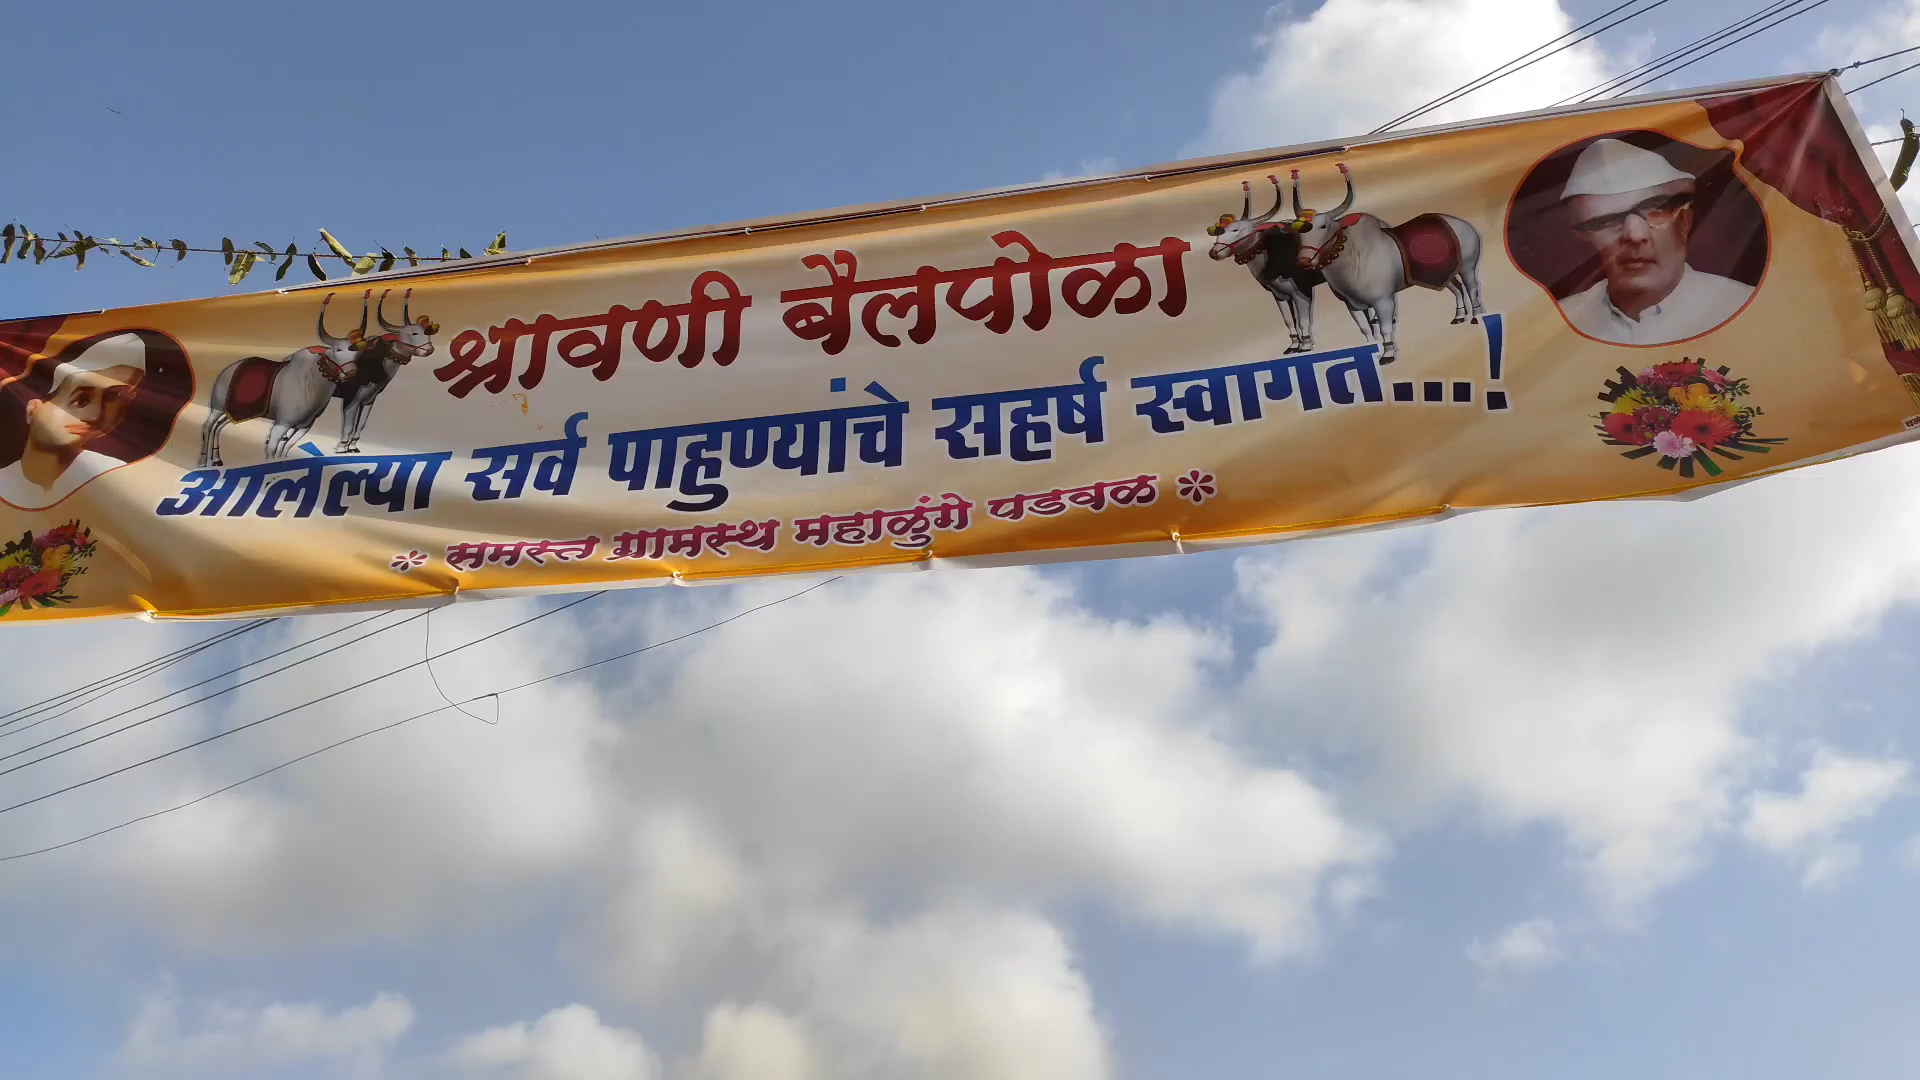 श्रावणी बैलपोळा
आलेल्या सर्व पाहुण्यांचे सहर्ष स्वागत...!
* समस्त ग्रामस्थ महाळुंगे पडवळ *